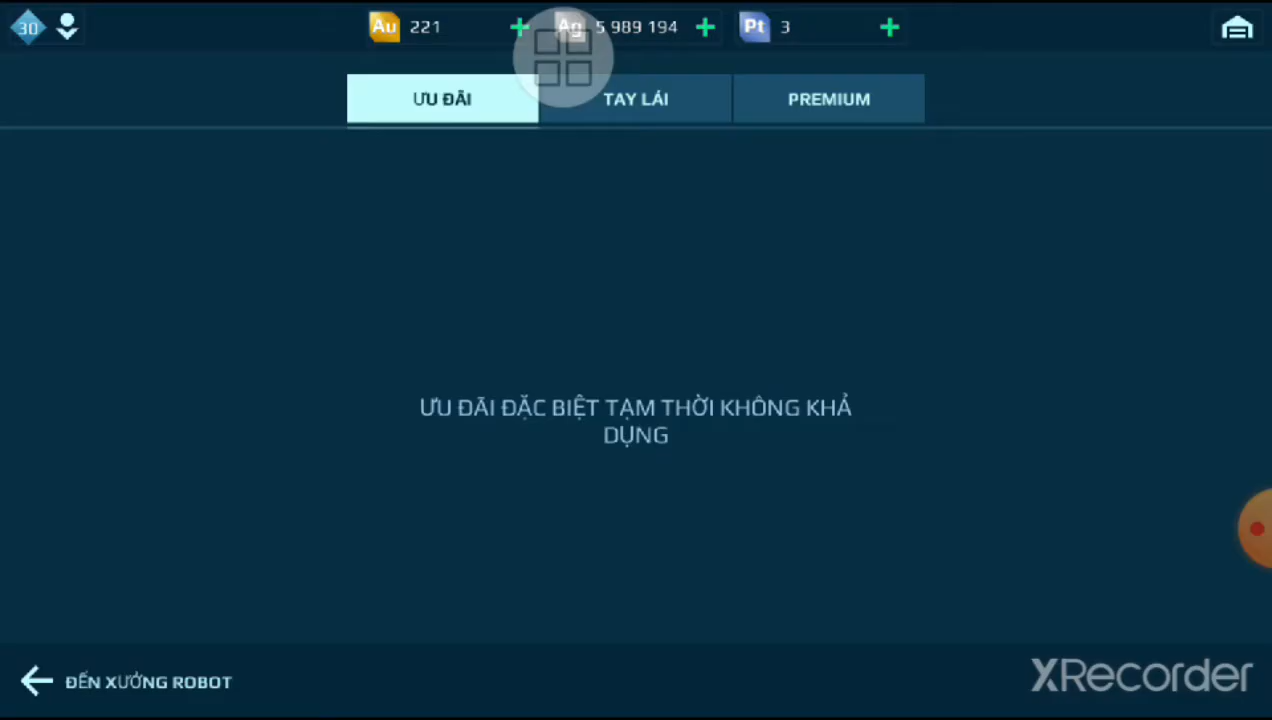 30
Au 221
Ag 5 989 194
Pt 3
ƯU ĐÃI
TAY LÁI
PREMIUM
ƯU ĐÃI ĐẶC BIỆT TẠM THỜI KHÔNG KHẢ
DỤNG
ĐẾN XƯỞNG ROBOT
XRecorder